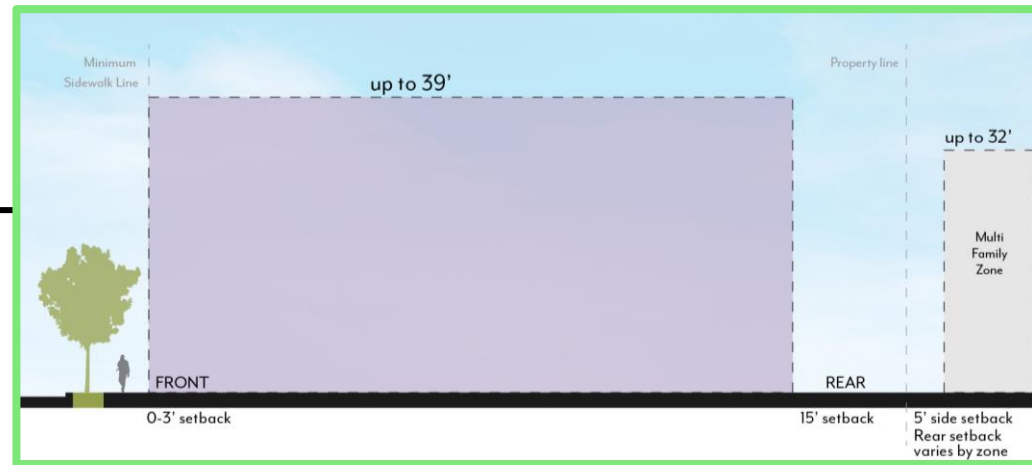 Minimum
Sidewalk Line
up to 39'
Property line
up to 32'
Multi
Family
Zone
FRONT
REAR
0-3' setback
15' setback
5' side setback
Rear setback
varies by zone